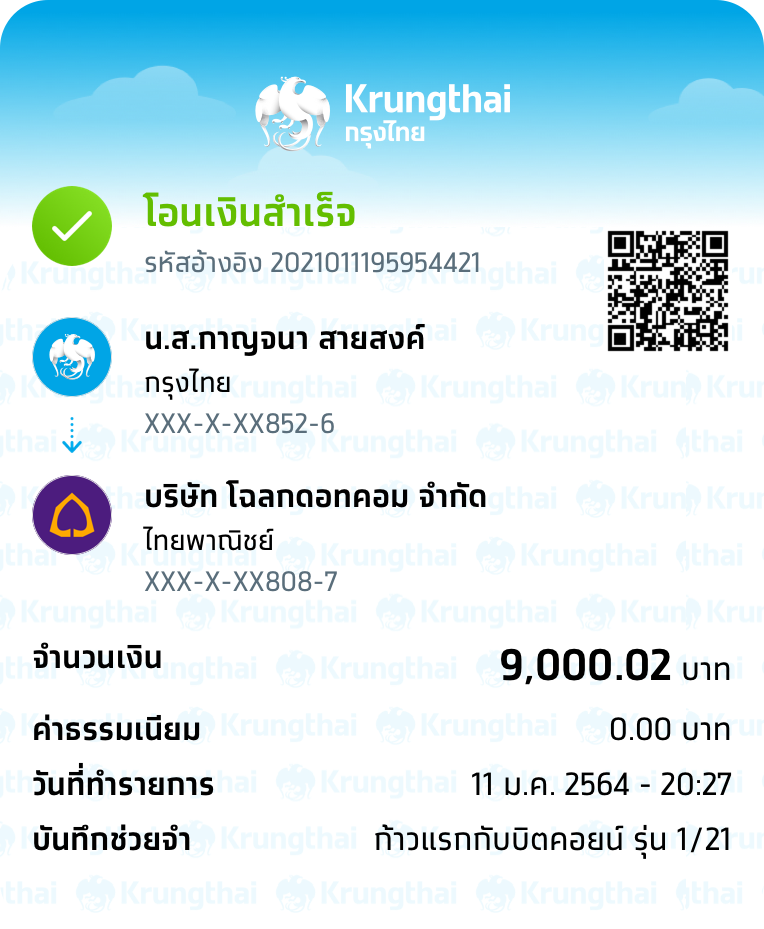 Krungthai
กรุงไทย
โอนเงินสำเร็จ
รหัสอ้างอิง 2021011195954421
น.ส.กาญจนา สายสงค์
กรุงไทย
XXX-X-XX852-6
บริษัท โฉลกดอทคอม จำกัด
ไทยพาณิชย์
XXX-X-XX808-7
จำนวนเงิน 9,000.02 บาท
ค่าธรรมเนียม 0.00 บาท
วันที่ทำรายการ 11 ม.ค. 2564 - 20:27
บันทึกช่วยจำ ก้าวแรกกับบิตคอยน์ รุ่น 1/21